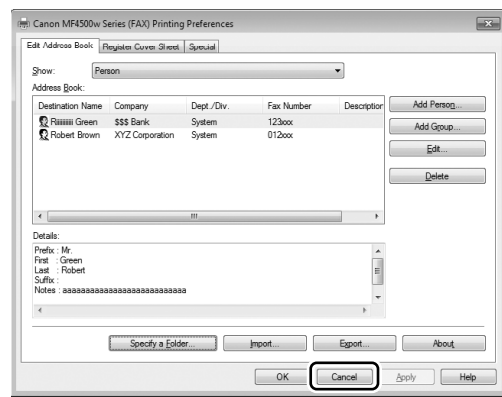 Canon MF4500w Series (FAX) Printing Preferences
Edit Address Book Register Cover Sheet Special
Show: Person
Address Book:
Destination Name Company Dept./Div. Fax Number Description
Green $$$ Bank System 123xxx
Robert Brown XYZ Corporation System 012xxx
Add Person...
Add Group...
Edit...
Delete
Details:
Prefix : Mr.
First : Green
Last : Robert
Suffix :
Notes : aaaaaaaaaaaaaaaaaaaaaaaaaaa
Specify a Folder... Import... Export... About
OK Cancel Apply Help